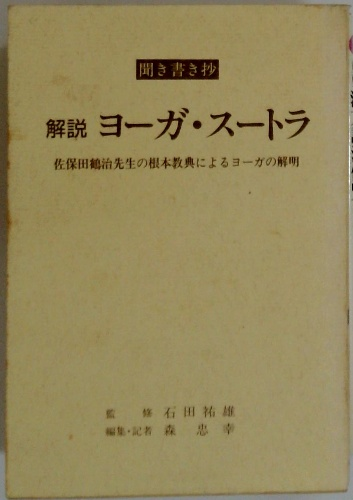 聞き書き抄
解説 ヨーガ・スートラ
佐保田鶴治先生の根本教典によるヨーガの解明
監 修 石田祐雄
編集・記者 森 忠幸